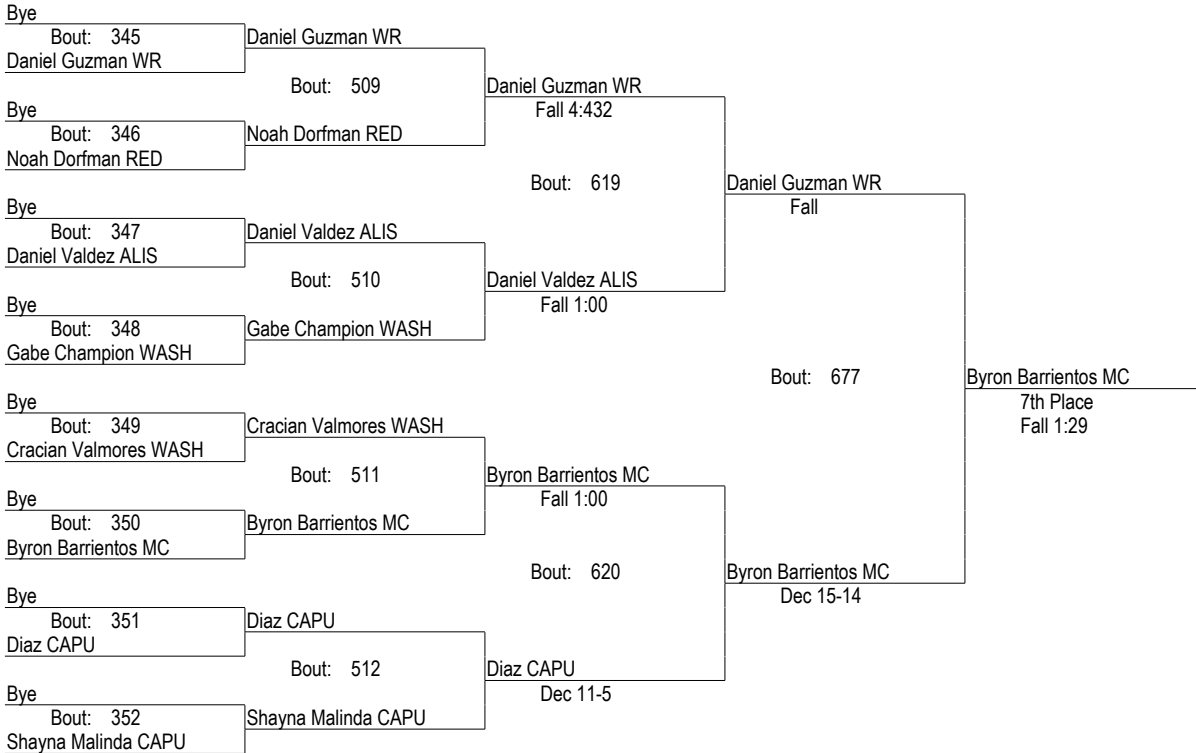 Bye
Bout: 345
Daniel Guzman WR
Daniel Guzman WR
Bout: 509
Bye
Bout: 346
Noah Dorfman RED
Noah Dorfman RED
Daniel Guzman WR
Fall 4:432
Bout: 619
Bye
Bout: 347
Daniel Valdez ALIS
Daniel Valdez ALIS
Bout: 510
Bye
Bout: 348
Gabe Champion WASH
Gabe Champion WASH
Daniel Valdez ALIS
Fall 1:00
Daniel Guzman WR
Fall
Bout: 677
Bye
Bout: 349
Cracian Valmores WASH
Cracian Valmores WASH
Bout: 511
Bye
Bout: 350
Byron Barrientos MC
Byron Barrientos MC
Byron Barrientos MC
Fall 1:00
Bout: 620
Bye
Bout: 351
Diaz CAPU
Diaz CAPU
Bout: 512
Bye
Bout: 352
Shayna Malinda CAPU
Shayna Malinda CAPU
Diaz CAPU
Dec 11-5
Byron Barrientos MC
Dec 15-14
Byron Barrientos MC
7th Place
Fall 1:29